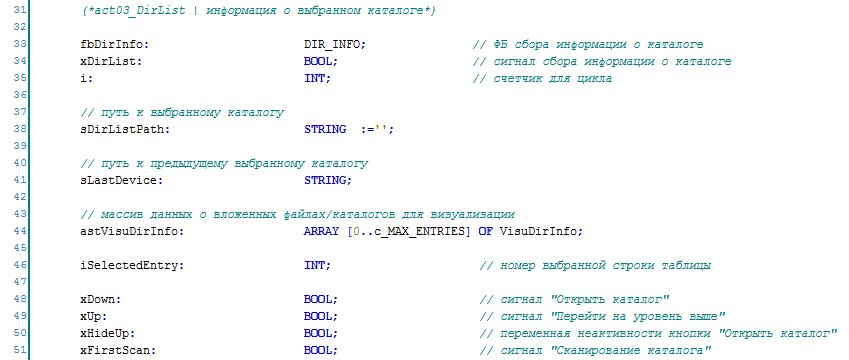 31 (*act03_DirList | информация о выбранном каталоге*)
32
33 fbDirInfo: DIR_INFO; // ФБ сбора информации о каталоге
34 xDirList: BOOL; // сигнал сбора информации о каталоге
35 i: INT; // счетчик для цикла
36
37 // путь к выбранному каталогу
38 sDirListPath: STRING :='';
39
40 // путь к предыдущему выбранному каталогу
41 sLastDevice: STRING;
42
43 // массив данных о вложенных файлах/каталогов для визуализации
44 astVisuDirInfo: ARRAY [0..c_MAX_ENTRIES] OF VisuDirInfo;
45
46 iSelectedEntry: INT; // номер выбранной строки таблицы
47
48 xDown: BOOL; // сигнал "Открыть каталог"
49 xUp: BOOL; // сигнал "Перейти на уровень выше"
50 xHideUp: BOOL; // переменная неактивности кнопки "Открыть каталог"
51 xFirstScan: BOOL; // сигнал "Сканирование каталога"